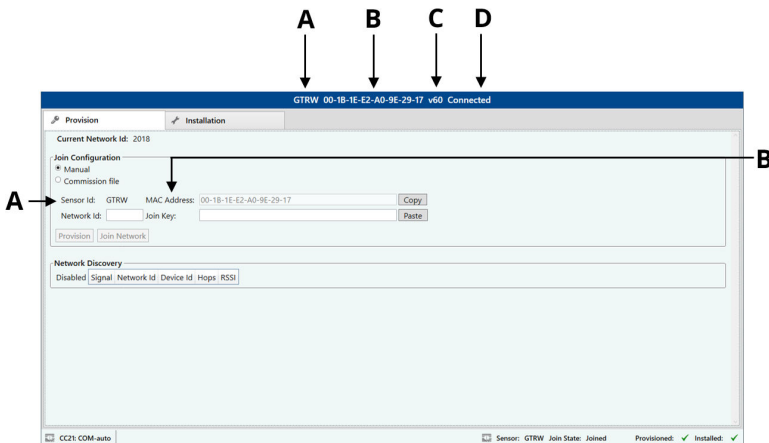 A B C D
GTRW 00-1B-1E-E2-A0-9E-29-17 v60 Connected
Provision Installation
Current Network Id: 2018
Join Configuration
Manual
B
Commission file
A Sensor Id: GTRW MAC Address: 00-1B-1E-E2-A0-9E-29-17 Copy
Network Id: Join Key: Paste
Provision Join Network
Network Discovery
Disabled Signal Network Id Device Id Hops RSSI
CC21: COM-auto Sensor: GTRW Join State: Joined Provisioned: ✓ Installed: ✓